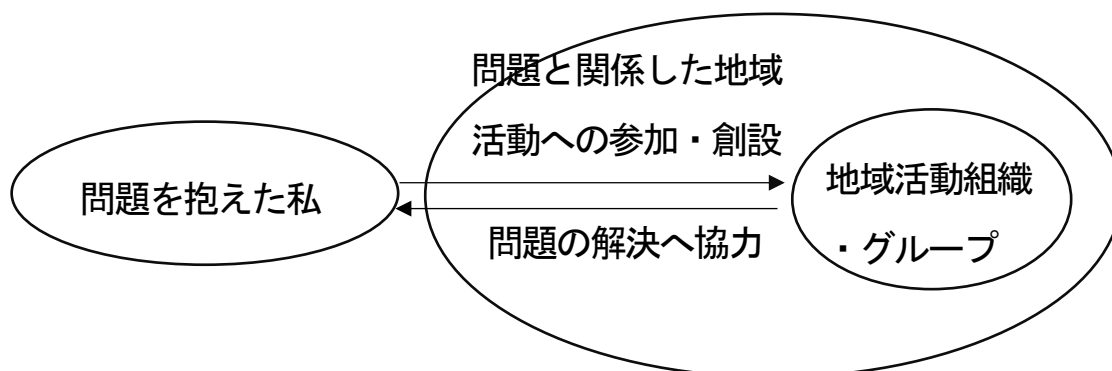 問題と関係した地域
活動への参加・創設
問題を抱えた私
地域活動組織
・グループ
問題の解決へ協力